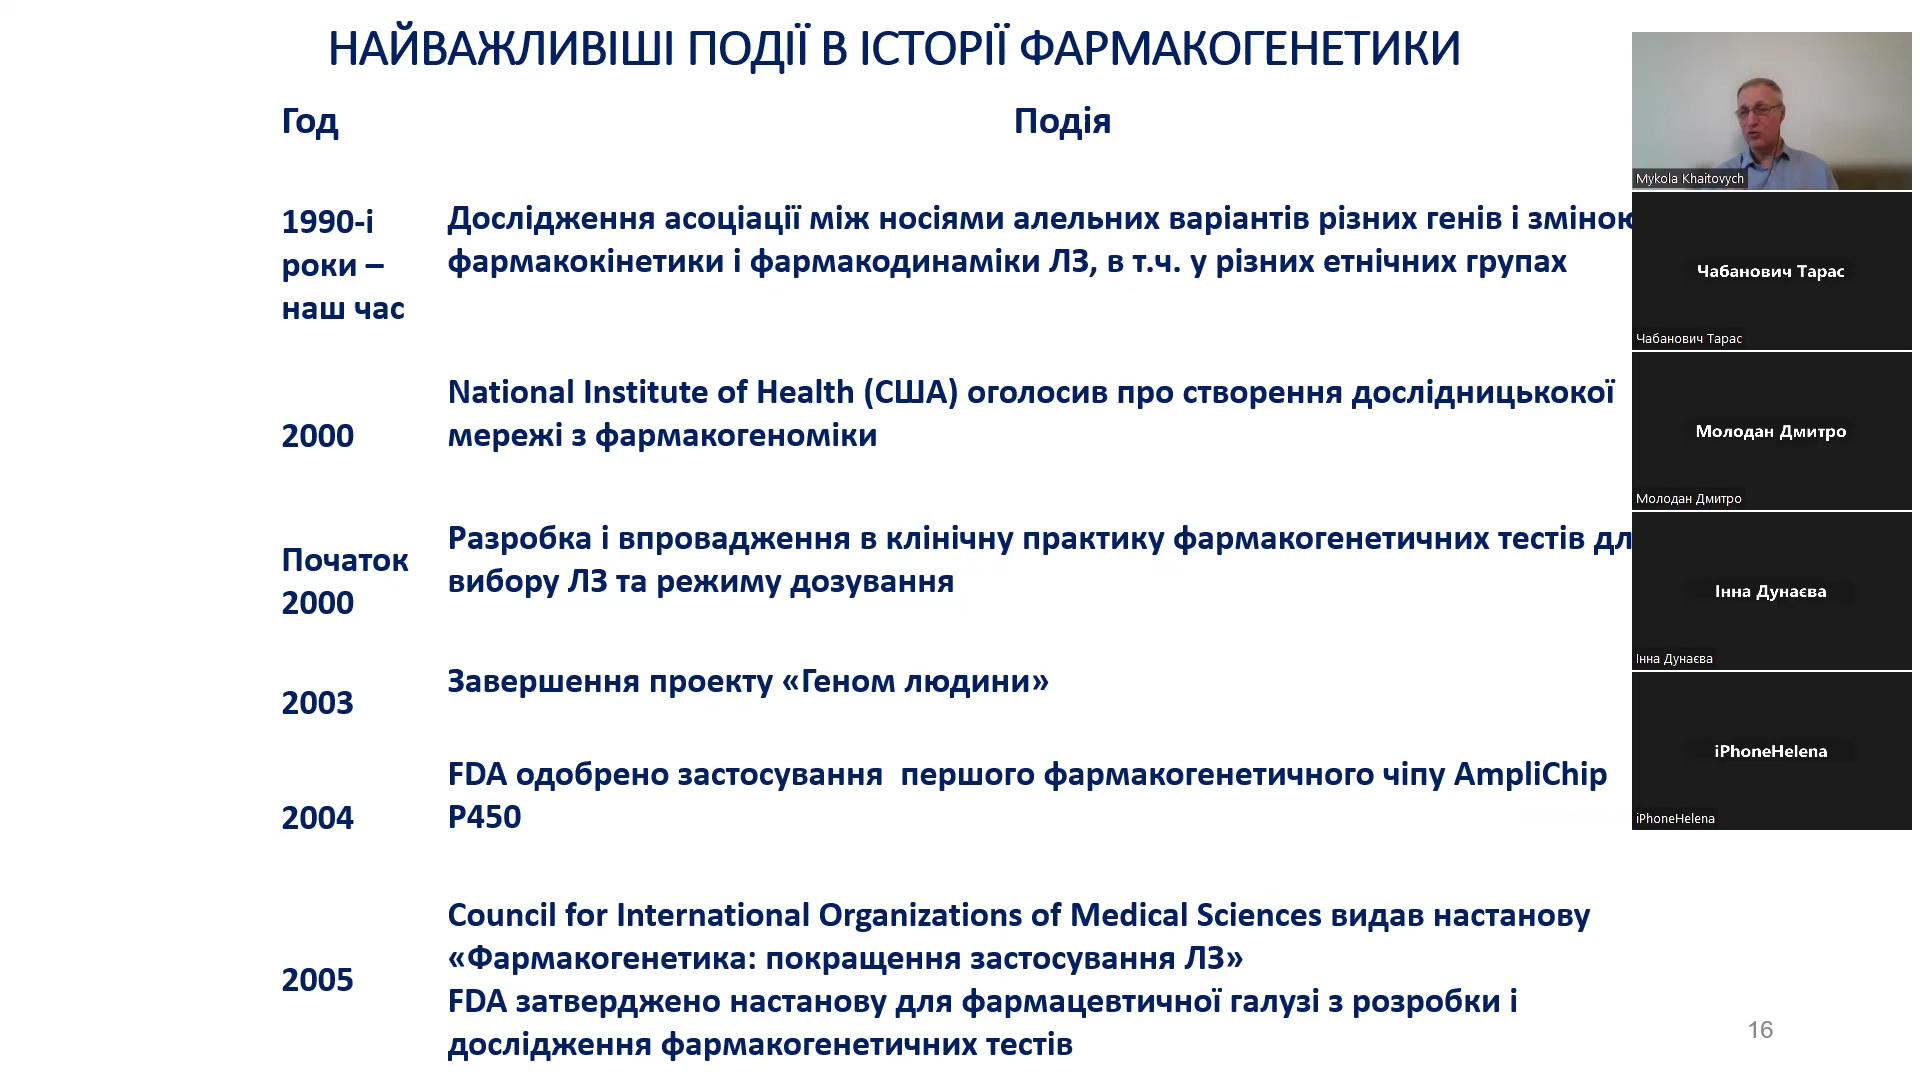 НАЙВАЖЛИВІШІ ПОДІЇ В ІСТОРІЇ ФАРМАКОГЕНЕТИКИ
Год
Подія
1990-і
роки –
наш час
Дослідження асоціації між носіями алельних варіантів різних генів і зміною
фармакокінетики і фармакодинаміки ЛЗ, в т.ч. у різних етнічних групах
2000
National Institute of Health (США) оголосив про створення дослідницькокої
мережі з фармакогеноміки
Початок
2000
Разробка і впровадження в клінічну практику фармакогенетичних тестів дл
вибору ЛЗ та режиму дозування
2003
Завершення проекту «Геном людини»
2004
FDA одобрено застосування  першого фармакогенетичного чіпу AmpliChip
P450
2005
Council for International Organizations of Medical Sciences видав настанову
«Фармакогенетика: покращення застосування ЛЗ»
FDA затверджено настанову для фармацевтичної галузі з розробки і
дослідження фармакогенетичних тестів
16
Mykola Khaitovych
Чабанович Тарас
Чабанович Тарас
Молодан Дмитро
Молодан Дмитро
Інна Дунаєва
Інна Дунаєва
iPhoneHelena
iPhoneHelena